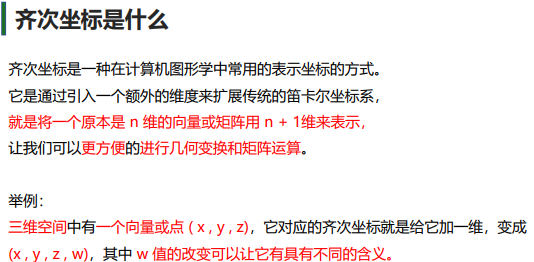 齐次坐标是什么
齐次坐标是一种在计算机图形学中常用的表示坐标的方式。
它是通过引入一个额外的维度来扩展传统的笛卡尔坐标系，
就是将一个原本是 n 维的向量或矩阵用 n + 1维来表示，
让我们可以更方便的进行几何变换和矩阵运算。
举例：
三维空间中有一个向量或点 ( x , y , z)，它对应的齐次坐标就是给它加一维，变成
(x , y , z , w)，其中 w 值的改变可以让它有具有不同的含义。